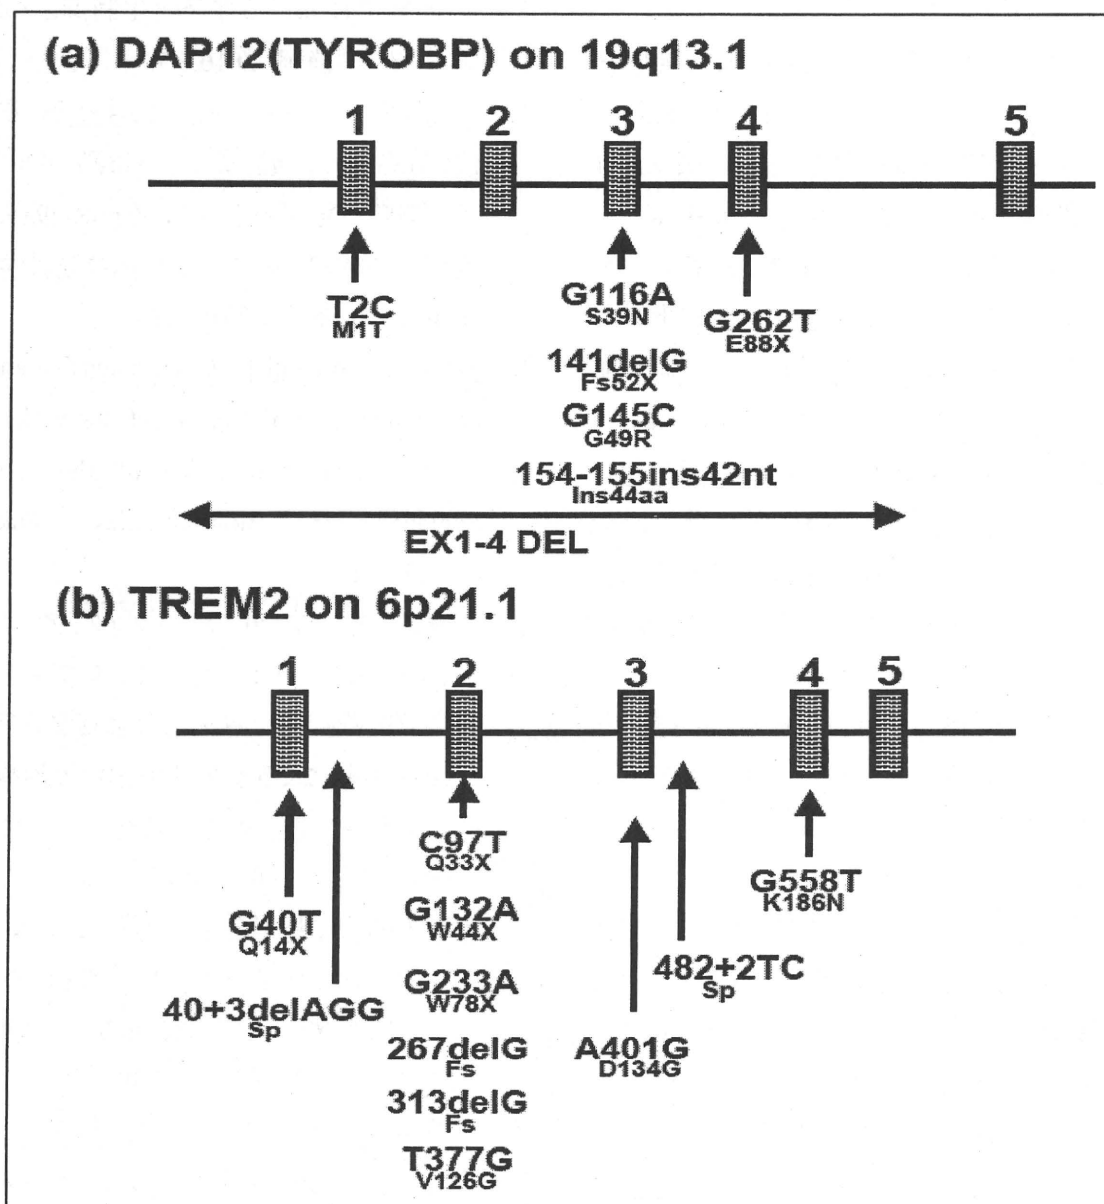 (a) DAP12(TYROBP) on 19q13.1
1 2 3 4 5
T2C
M1T
G116A
S39N
G262T
E88X
141delG
Fs52X
G145C
G49R
154-155ins42nt
Ins44aa
EX1-4 DEL
(b) TREM2 on 6p21.1
1 2 3 4 5
G40T
Q14X
40+3delAGG
Sp
C97T
Q33X
G132A
W44X
G233A
W78X
267delG
Fs
313delG
Fs
T377G
V126G
A401G
D134G
482+2TC
Sp
G558T
K186N